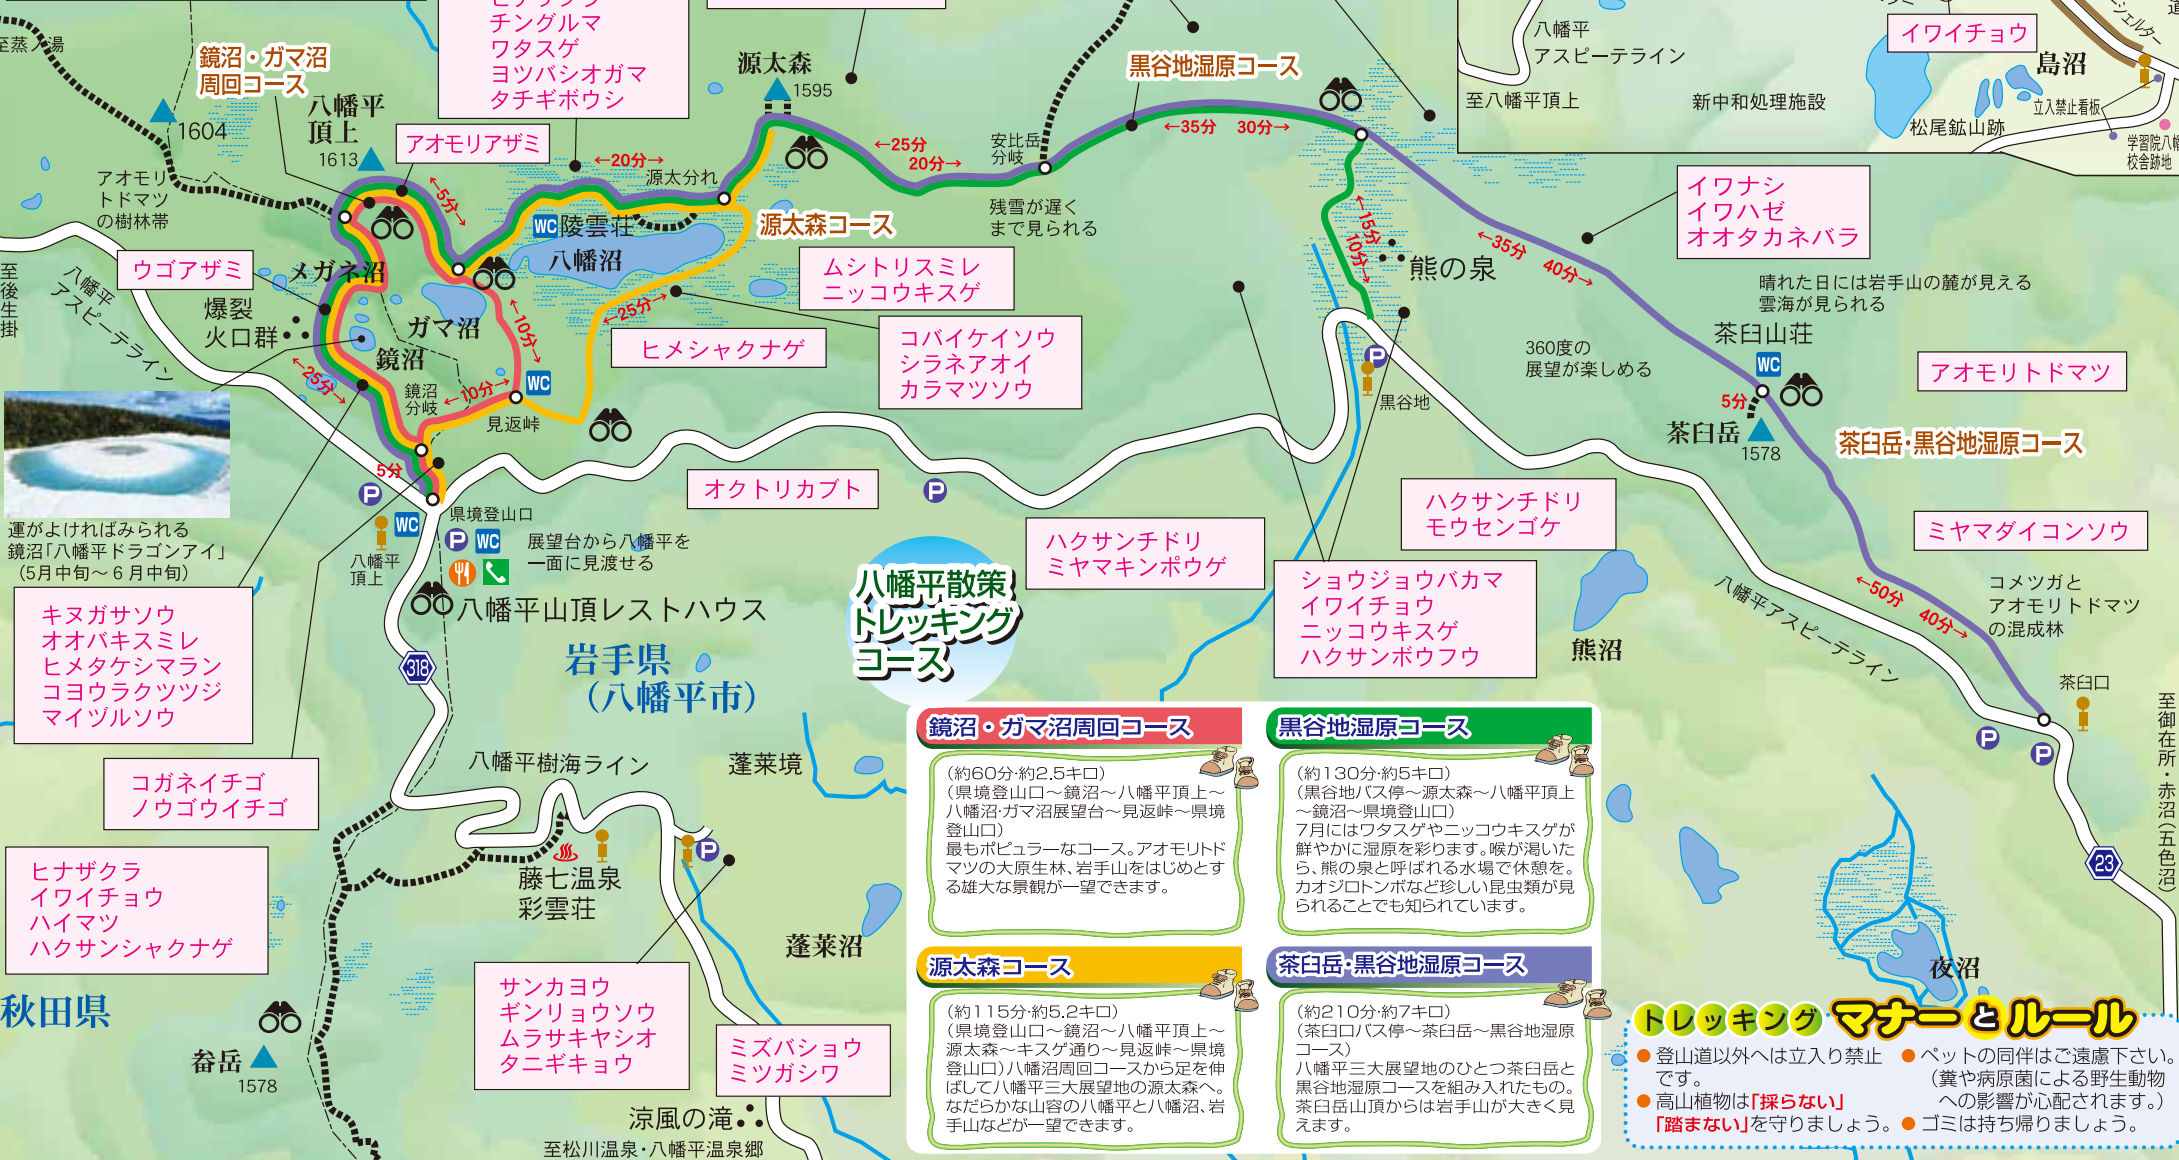 至蒸ノ湯
鏡沼・ガマ沼
周回コース
1604
八幡平
頂上
1613
アオモリアザミ
チングルマ
ワタスゲ
ヨツバシオガマ
タチギボウシ
源太森
1595
←20分→
源太分れ
←5分→
アオモリ
トドマツ
の樹林帯
←25分
20分→
安比岳
分岐
残雪が遅く
まで見られる
黒谷地湿原コース
←35分 30分→
八幡平
アスピーテライン
至八幡平頂上
新中和処理施設
イワイチョウ
島沼
松尾鉱山跡
立入禁止看板
学習院八幡
校舎跡地
イワナシ
イワハゼ
オオタカネバラ
至後生掛
八幡平
アスピーテライン
ウゴアザミ
メガネ沼
爆裂
火口群
WC
陵雲荘
八幡沼
源太森コース
ガマ沼
鏡沼
←10分→
←25分→
ムシトリスミレ
ニッコウキスゲ
ヒメシャクナゲ
コバイケイソウ
シラネアオイ
カラマツソウ
←15分
10分→
熊の泉
←35分 40分→
晴れた日には岩手山の麓が見える
雲海が見られる
茶臼山荘
WC
360度の
展望が楽しめる
アオモリトドマツ
←25分→
鏡沼
分岐
←10分→
WC
見返峠
5分
P
黒谷地
5分
茶臼岳
1578
茶臼岳・黒谷地湿原コース
運がよければみられる
鏡沼「八幡平ドラゴンアイ」
(5月中旬～6月中旬)
P
WC
八幡平
頂上
県境登山口
P
WC
展望台から八幡平を
一面に見渡せる
八幡平山頂レストハウス
オクトリカブト
P
八幡平散策
トレッキング
コース
ハクサンチドリ
ミヤマキンポウゲ
ハクサンチドリ
モウセンゴケ
ミヤマダイコンソウ
キヌガサソウ
オオバキスミレ
ヒメタケシマラン
コヨウラクツツジ
マイヅルソウ
318
岩手県
(八幡平市)
ショウジョウバカマ
イワイチョウ
ニッコウキスゲ
ハクサンボウフウ
熊沼
八幡平アスピーテライン
←50分 40分→
コメツガと
アオモリトドマツ
の混成林
茶臼口
P
P
至御在所・赤沼(五色沼
23
コガネイチゴ
ノウゴウイチゴ
八幡平樹海ライン
蓬莱境
P
藤七温泉
彩雲荘
ヒナザクラ
イワイチョウ
ハイマツ
ハクサンシャクナゲ
秋田県
畚岳
1578
サンカヨウ
ギンリョウソウ
ムラサキヤシオ
タニギキョウ
蓬莱沼
ミズバショウ
ミツガシワ
涼風の滝
至松川温泉・八幡平温泉郷
鏡沼・ガマ沼周回コース
(約60分・約2.5キロ)
(県境登山口～鏡沼～八幡平頂上～
八幡沼・ガマ沼展望台～見返峠～県境
登山口)
最もポピュラーなコース。アオモリトド
マツの大原生林、岩手山をはじめとす
る雄大な景観が一望できます。
黒谷地湿原コース
(約130分・約5キロ)
(黒谷地バス停～源太森～八幡平頂上
～鏡沼～県境登山口)
7月にはワタスゲやニッコウキスゲが
鮮やかに湿原を彩ります。喉が渇いた
ら、熊の泉と呼ばれる水場で休憩を。
カオジロトンボなど珍しい昆虫類が見
られることでも知られています。
源太森コース
(約115分・約5.2キロ)
(県境登山口～鏡沼～八幡平頂上～
源太森～キスゲ通り～見返峠～県境
登山口)八幡沼周回コースから足を伸
ばして八幡平三大展望地の源太森へ。
なだらかな山容の八幡平と八幡沼、岩
手山などが一望できます。
茶臼岳・黒谷地湿原コース
(約210分・約7キロ)
(茶臼口バス停～茶臼岳～黒谷地湿原
コース)
八幡平三大展望地のひとつ茶臼岳と
黒谷地湿原コースを組み入れたもの。
茶臼岳山頂からは岩手山が大きく見
えます。
夜沼
トレッキング マナーとルール
●登山道以外へは立入り禁止
です。
●高山植物は「採らない」
「踏まない」を守りましょう。
●ペットの同伴はご遠慮下さい。
(糞や病原菌による野生動物
への影響が心配されます。)
●ゴミは持ち帰りましょう。